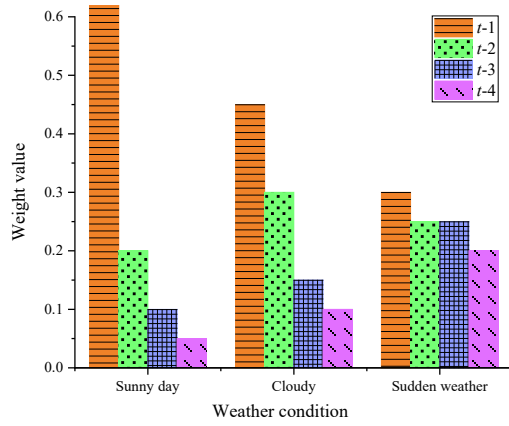 0.6
0.5
0.4
0.3
0.2
0.1
0.0
Weight value
t-1
t-2
t-3
t-4
Sunny day
Cloudy
Sudden weather
Weather condition